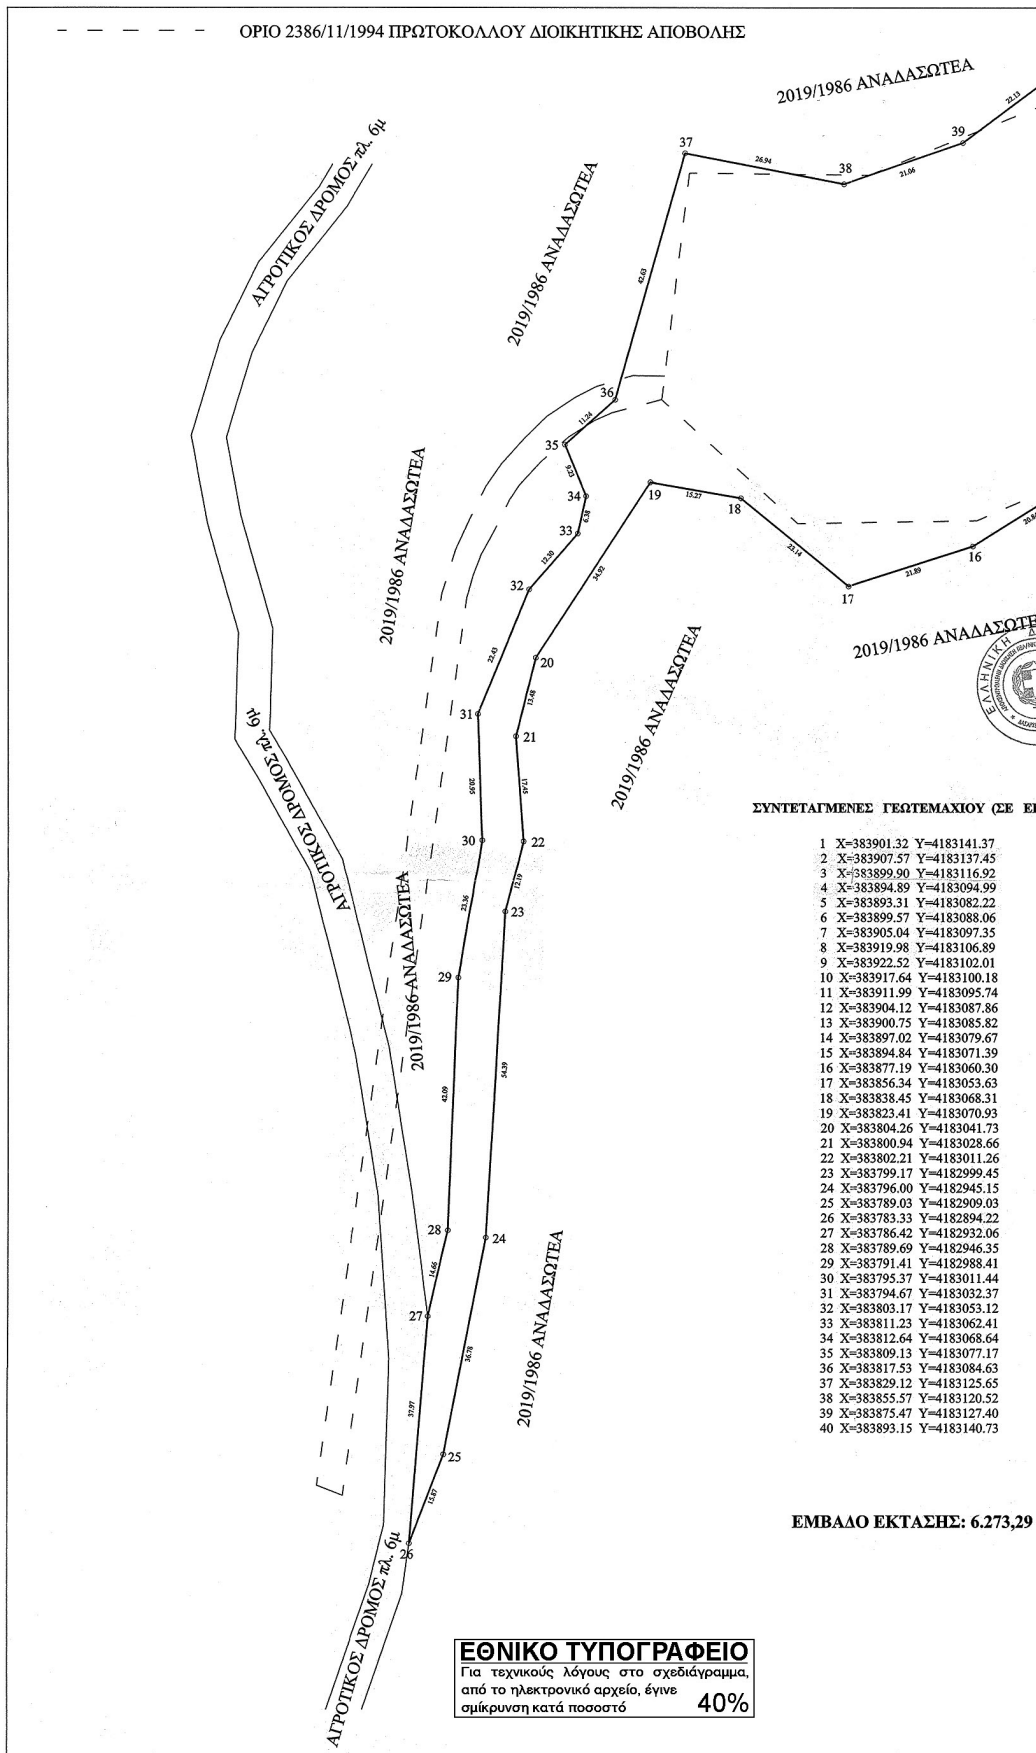 ΟΡΙΟ 2386/11/1994 ΠΡΩΤΟΚΟΛΛΟΥ ΔΙΟΙΚΗΤΙΚΗΣ ΑΠΟΒΟΛΗΣ
2019/1986 ΑΝΑΔΑΣΩΤΕΑ
22.13
39
ΑΓΡΟΤΙΚΟΣ ΔΡΟΜΟΣ πλ. 6μ
37
26.94
38
21.06
2019/1986 ΑΝΑΔΑΣΩΤΕΑ
42.63
36
11.24
35
9.23
34
6.38
33
12.30
32
2019/1986 ΑΝΑΔΑΣΩΤΕΑ
19
15.27
18
23.14
17
21.89
16
34.92
2019/1986 ΑΝΑΔΑΣΩΤΕ
ΕΛΛΗΝΙΚΗ
22.43
20
13.48
31
21
2019/1986 ΑΝΑΔΑΣΩΤΕΑ
ΑΓΡΟΤΙΚΟΣ ΔΡΟΜΟΣ πλ. 6μ
20.95
17.45
30
22
12.19
23
23.36
2019/1986 ΑΝΑΔΑΣΩΤΕΑ
29
54.39
42.09
28
24
14.66
27
2019/1986 ΑΝΑΔΑΣΩΤΕΑ
36.78
37.97
25
15.87
26
ΑΓΡΟΤΙΚΟΣ ΔΡΟΜΟΣ πλ. 6μ
ΣΥΝΤΕΤΑΓΜΕΝΕΣ ΓΕΩΤΕΜΑΧΙΟΥ (ΣΕ
1 X=383901.32 Y=4183141.37
2 X=383907.57 Y=4183137.45
3 X=383899.90 Y=4183116.92
4 X=383894.89 Y=4183094.99
5 X=383893.31 Y=4183082.22
6 X=383899.57 Y=4183088.06
7 X=383905.04 Y=4183097.35
8 X=383919.98 Y=4183106.89
9 X=383922.52 Y=4183102.01
10 X=383917.64 Y=4183100.18
11 X=383911.99 Y=4183095.74
12 X=383904.12 Y=4183087.86
13 X=383900.75 Y=4183085.82
14 X=383897.02 Y=4183079.67
15 X=383894.84 Y=4183071.39
16 X=383877.19 Y=4183060.30
17 X=383856.34 Y=4183053.63
18 X=383838.45 Y=4183068.31
19 X=383823.41 Y=4183070.93
20 X=383804.26 Y=4183041.73
21 X=383800.94 Y=4183028.66
22 X=383802.21 Y=4183011.26
23 X=383799.17 Y=4182999.45
24 X=383796.00 Y=4182945.15
25 X=383789.03 Y=4182909.03
26 X=383783.33 Y=4182894.22
27 X=383786.42 Y=4182932.06
28 X=383789.69 Y=4182946.35
29 X=383791.41 Y=4182988.41
30 X=383795.37 Y=4183011.44
31 X=383794.67 Y=4183032.37
32 X=383803.17 Y=4183053.12
33 X=383811.23 Y=4183062.41
34 X=383812.64 Y=4183068.64
35 X=383809.13 Y=4183077.17
36 X=383817.53 Y=4183084.63
37 X=383829.12 Y=4183125.65
38 X=383855.57 Y=4183120.52
39 X=383875.47 Y=4183127.40
40 X=383893.15 Y=4183140.73
ΕΜΒΑΔΟ ΕΚΤΑΣΗΣ: 6.273,29
ΕΘΝΙΚΟ ΤΥΠΟΓΡΑΦΕΙΟ
Για τεχνικούς λόγους στο σχεδιάγραμμα,
από το ηλεκτρονικό αρχείο, έγινε
σμίκρυνση κατά ποσοστό 40%